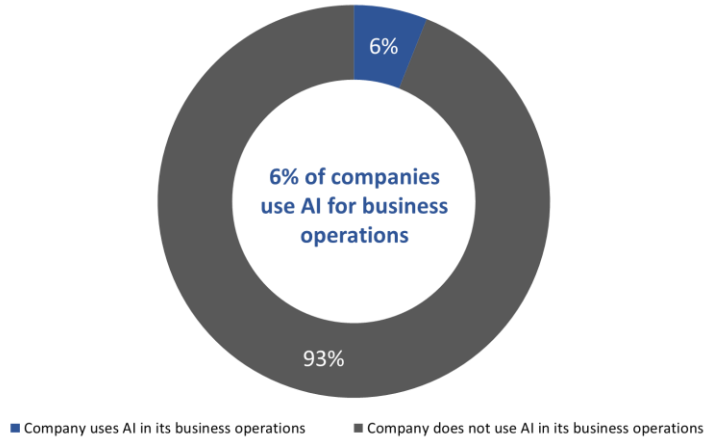 6%
6% of companies
use AI for business
operations
93%
Company uses AI in its business operations
Company does not use AI in its business operations